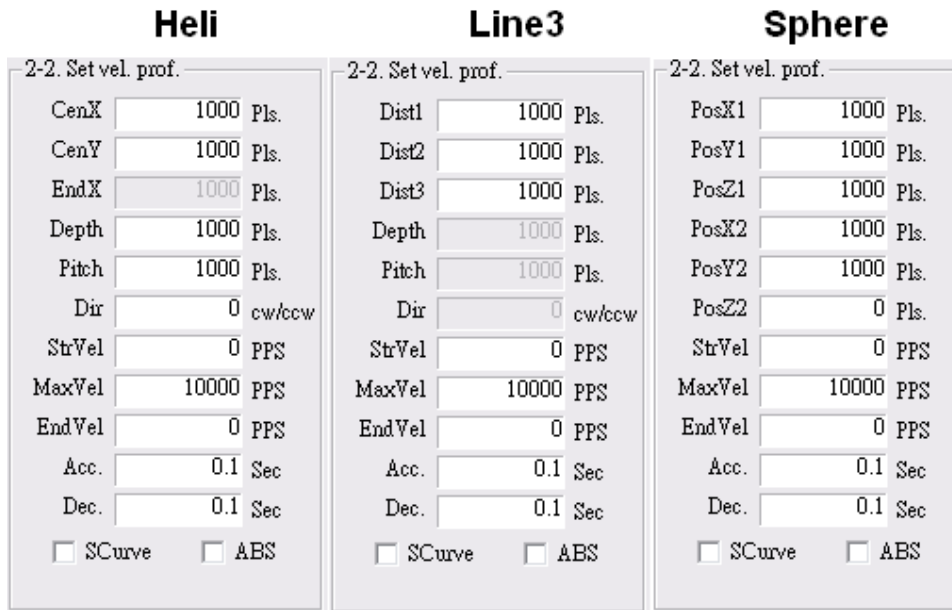 Heli
2-2. Set vel. prof.
CenX 1000 Pls.
CenY 1000 Pls.
EndX 1000 Pls.
Depth 1000 Pls.
Pitch 1000 Pls.
Dir 0 cw/ccw
StrVel 0 PPS
MaxVel 10000 PPS
EndVel 0 PPS
Acc. 0.1 Sec
Dec. 0.1 Sec
SCurve ABS
Line3
2-2. Set vel. prof.
Dist1 1000 Pls.
Dist2 1000 Pls.
Dist3 1000 Pls.
Depth 1000 Pls.
Pitch 1000 Pls.
Dir 0 cw/ccw
StrVel 0 PPS
MaxVel 10000 PPS
EndVel 0 PPS
Acc. 0.1 Sec
Dec. 0.1 Sec
SCurve ABS
Sphere
2-2. Set vel. prof.
PosX1 1000 Pls.
PosY1 1000 Pls.
PosZ1 1000 Pls.
PosX2 1000 Pls.
PosY2 1000 Pls.
PosZ2 0 Pls.
StrVel 0 PPS
MaxVel 10000 PPS
EndVel 0 PPS
Acc. 0.1 Sec
Dec. 0.1 Sec
SCurve ABS